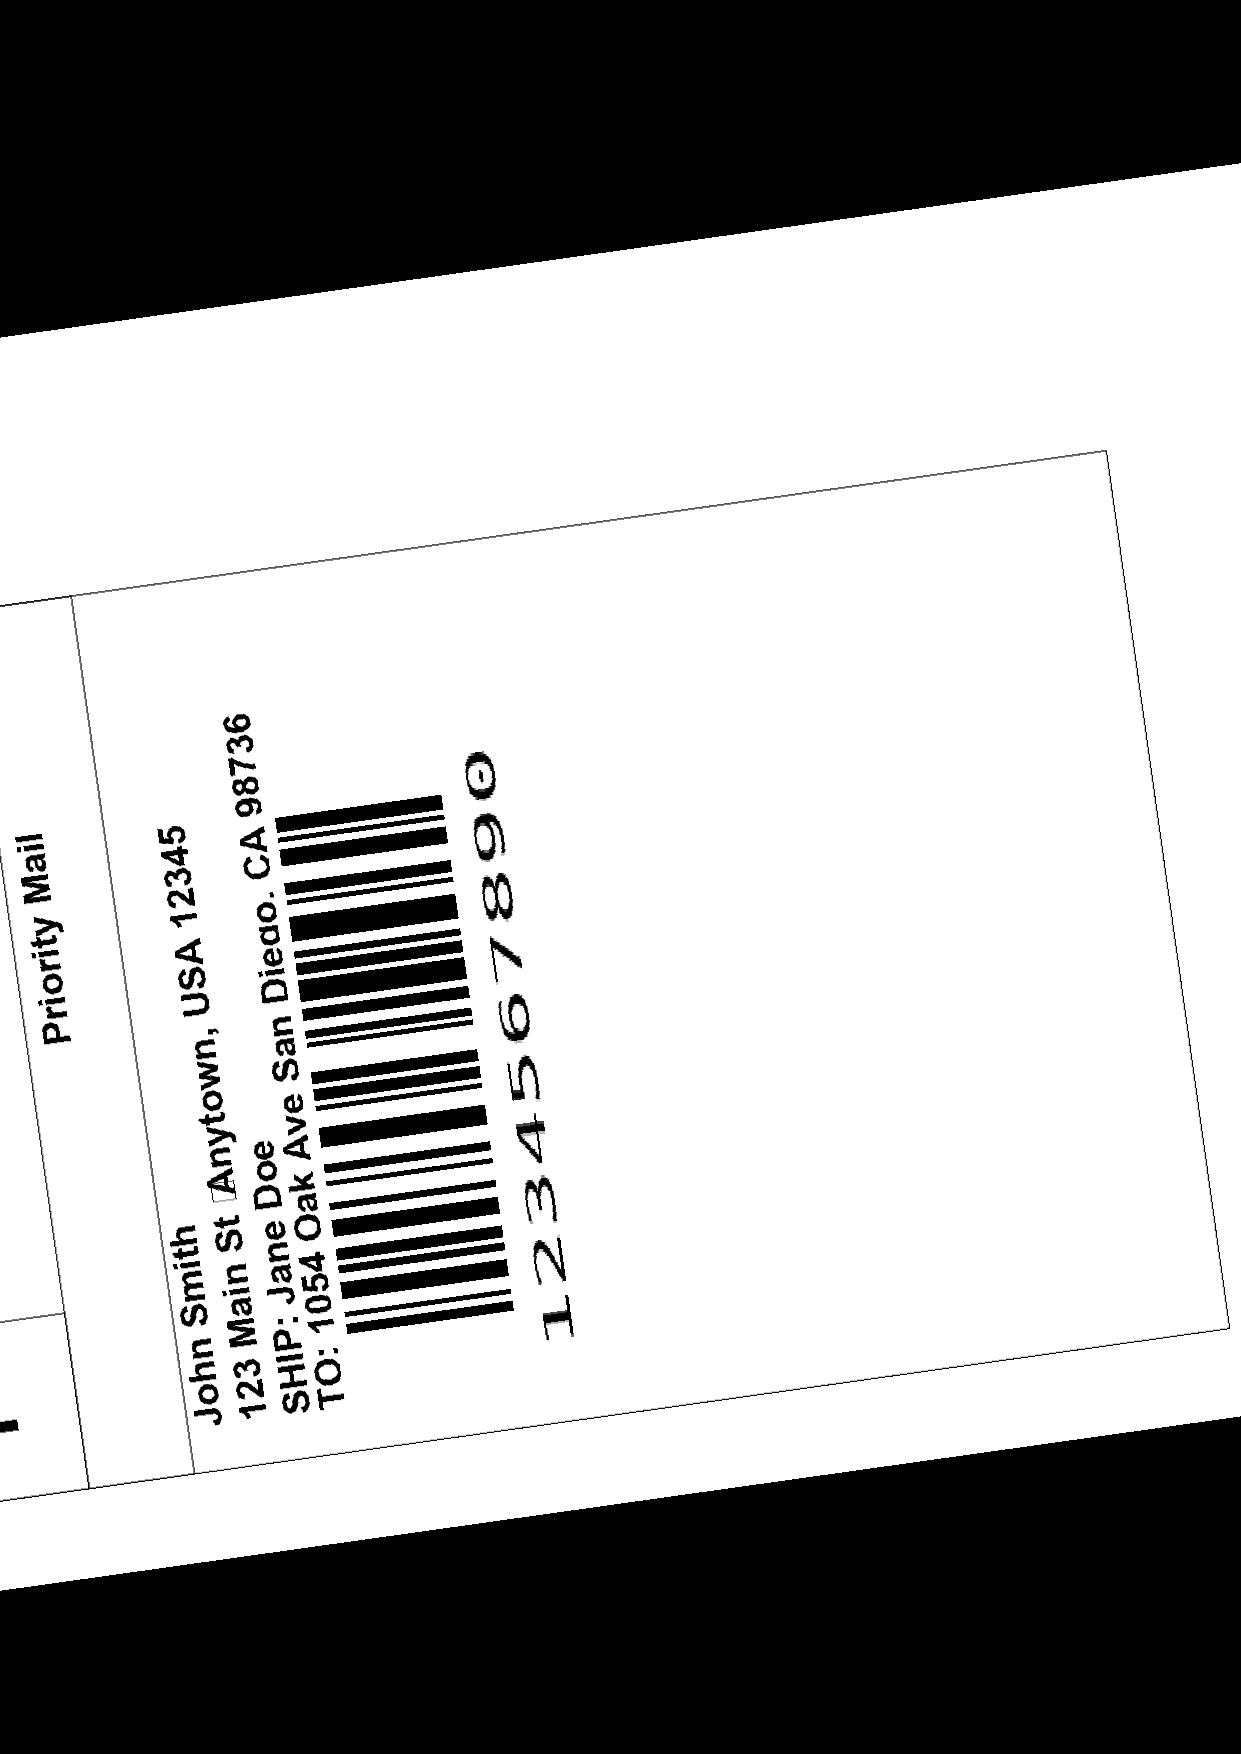 Priority Mail
John Smith
123 Main St Anytown, USA 12345
SHIP: Jane Doe
TO: 1054 Oak Ave San Diego. CA 98736
1234567890